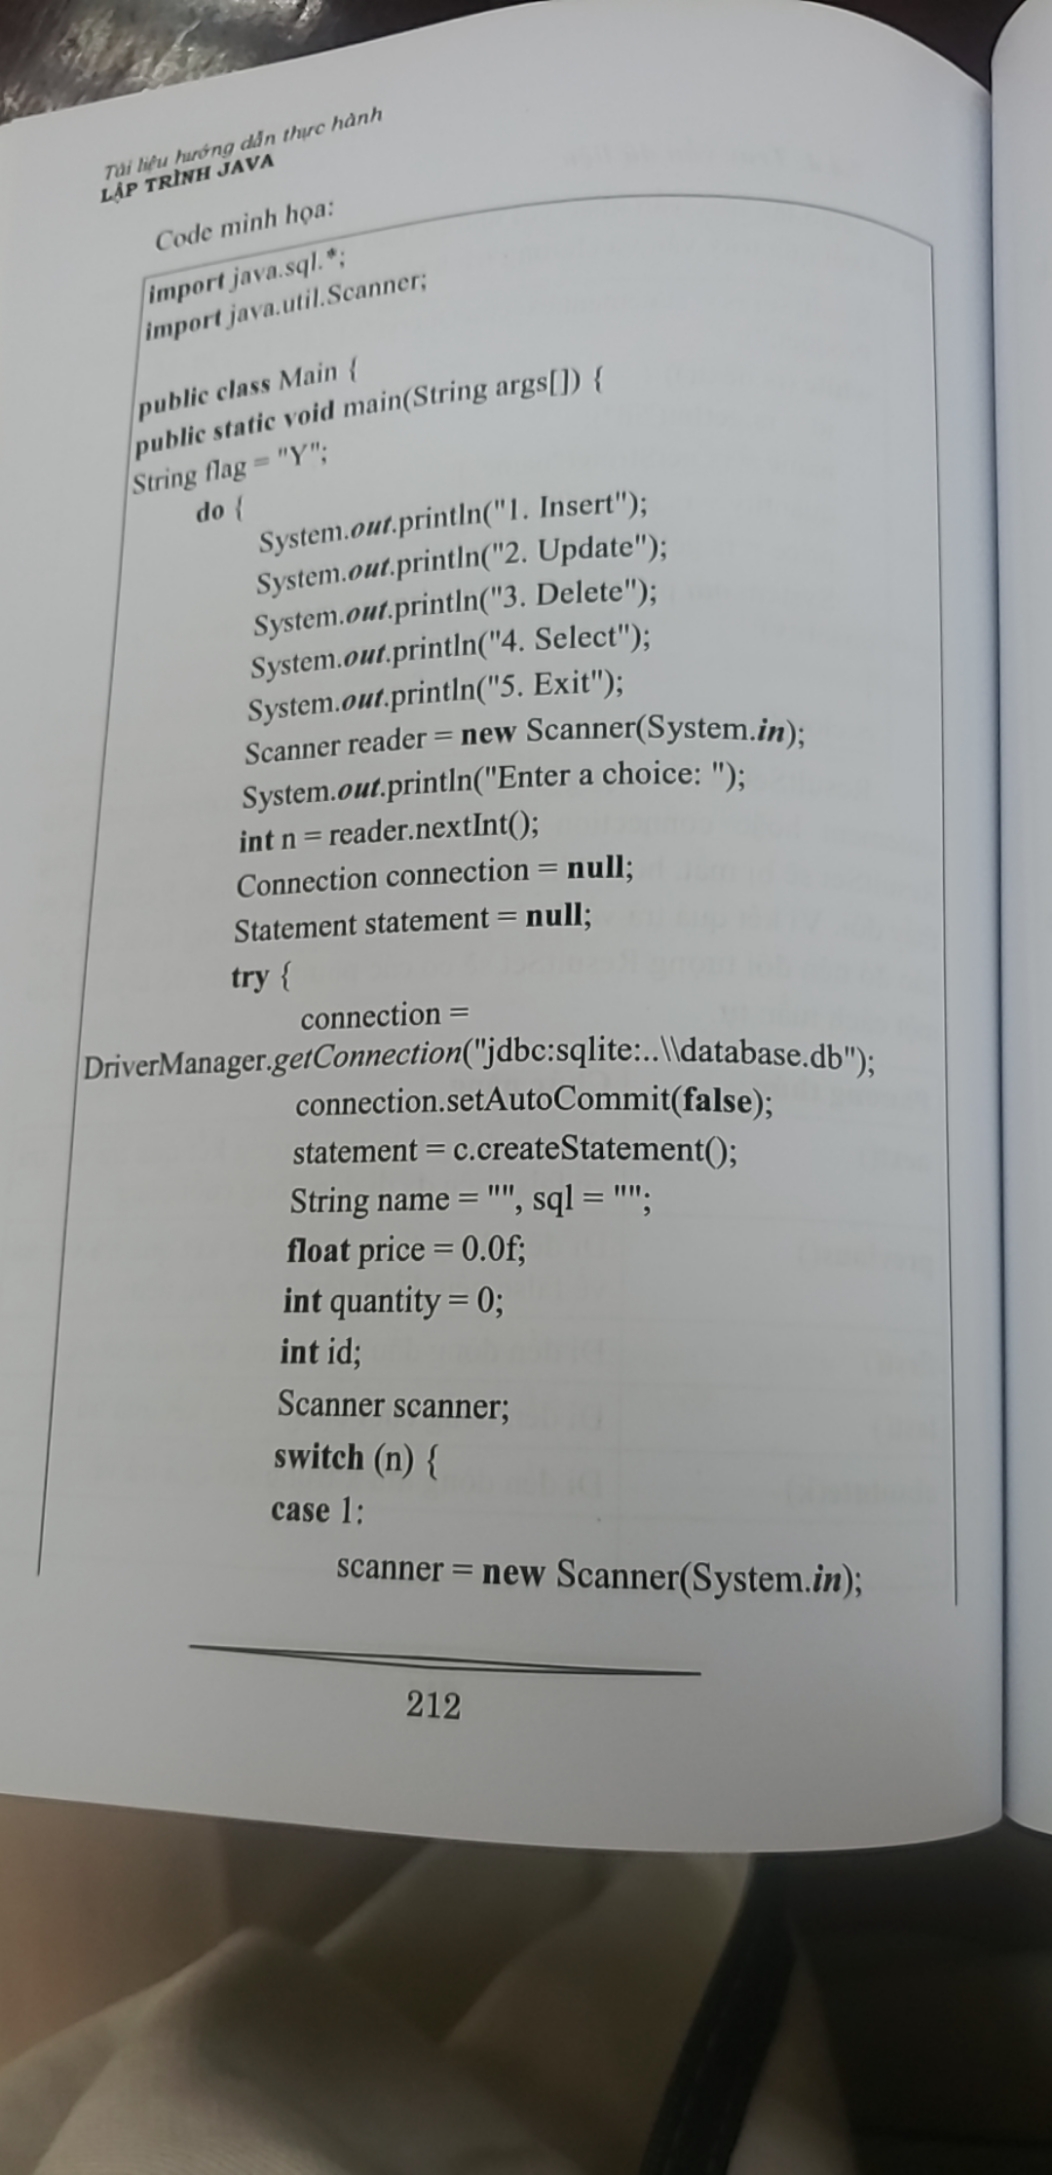 Tài liệu hướng dẫn thực hành
LẬP TRÌNH JAVA
Code minh họa:
import java.sql.*;
import java.util.Scanner;
public class Main {
public static void main(String args[]) {
String flag = "Y";
do {
System.out.println("1. Insert");
System.out.println("2. Update");
System.out.println("3. Delete");
System.out.println("4. Select");
System.out.println("5. Exit");
Scanner reader = new Scanner(System.in);
System.out.println("Enter a choice: ");
int n = reader.nextInt();
Connection connection = null;
Statement statement = null;
try {
connection =
DriverManager.getConnection("jdbc:sqlite:..\\database.db");
connection.setAutoCommit(false);
statement = c.createStatement();
String name = "", sql = "";
float price = 0.0f;
int quantity = 0;
int id;
Scanner scanner;
switch (n) {
case 1:
scanner = new Scanner(System.in);
212